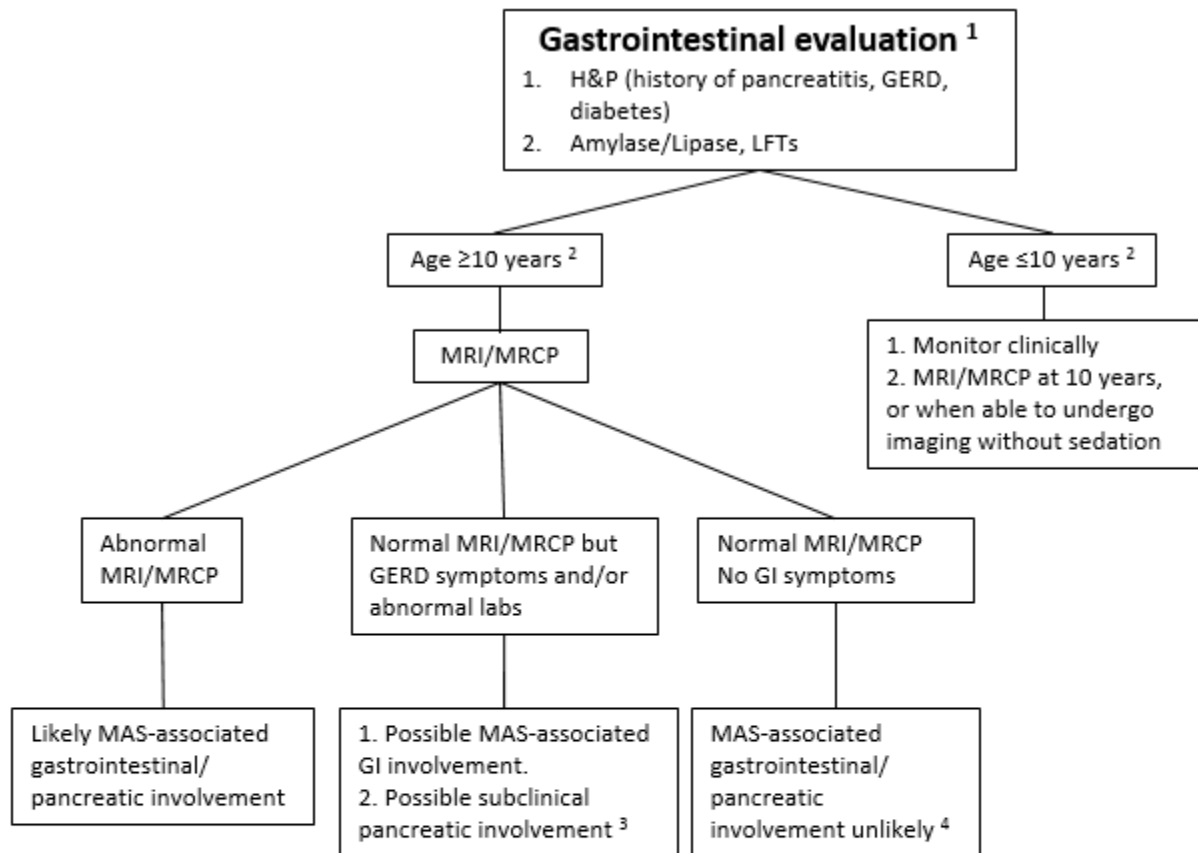 Gastrointestinal evaluation 1
1. H&P (history of pancreatitis, GERD,
diabetes)
2. Amylase/Lipase, LFTs
Age ≥10 years 2
Age ≤10 years 2
MRI/MRCP
1. Monitor clinically
2. MRI/MRCP at 10 years,
or when able to undergo
imaging without sedation
Abnormal
MRI/MRCP
Normal MRI/MRCP but
GERD symptoms and/or
abnormal labs
Normal MRI/MRCP
No GI symptoms
Likely MAS-associated
gastrointestinal/
pancreatic involvement
1. Possible MAS-associated
GI involvement.
2. Possible subclinical
pancreatic involvement 3
MAS-associated
gastrointestinal/
pancreatic
involvement unlikely 4